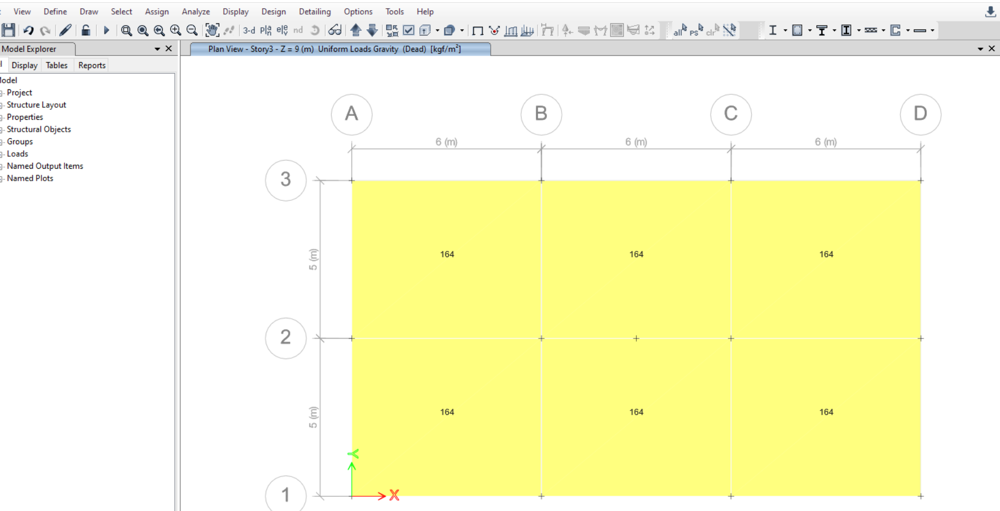 View Define Draw Select Assign Analyze Display Design Detailing Options Tools Help
3-d nd all ps clr
Model Explorer
Plan View - Story3 - Z = 9 (m) Uniform Loads Gravity (Dead) [kgf/m²]
Display Tables Reports
Project
Structure Layout
Properties
Structural Objects
Groups
Loads
Named Output Items
Named Plots
A B C D
6 (m) 6 (m) 6 (m)
3
5 (m)
164 164 164
2
5 (m)
164 164 164
Y
X
1